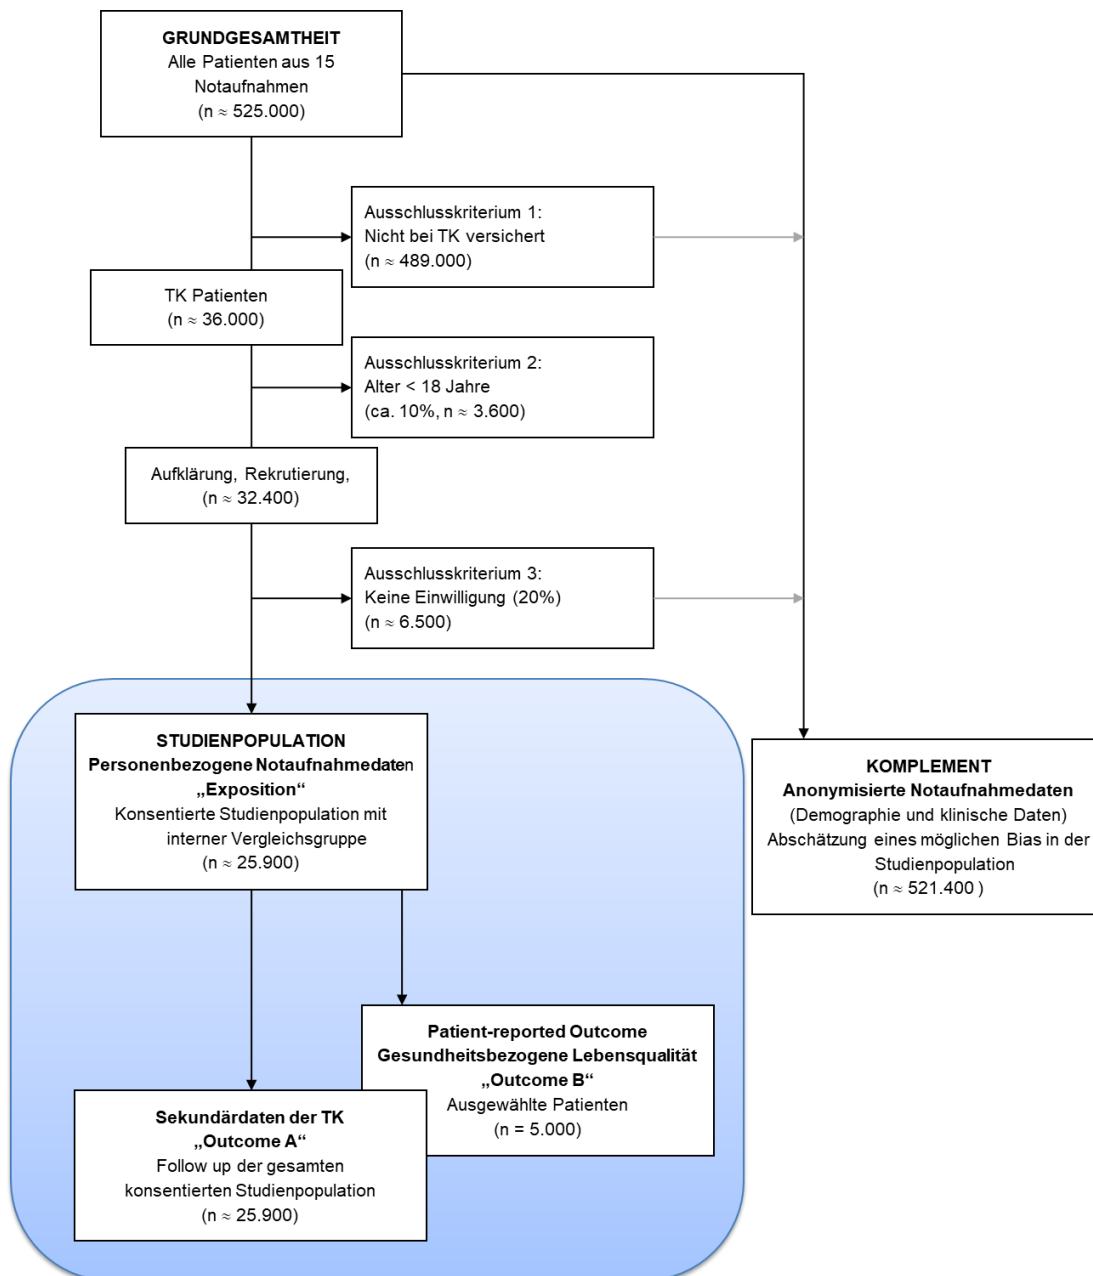 GRUNDGESAMTHEIT
Alle Patienten aus 15
Notaufnahmen
(n ≈ 525.000)
Ausschlusskriterium 1:
Nicht bei TK versichert
(n ≈ 489.000)
TK Patienten
(n ≈ 36.000)
Ausschlusskriterium 2:
Alter < 18 Jahre
(ca. 10%, n ≈ 3.600)
Aufklärung, Rekrutierung,
(n ≈ 32.400)
Ausschlusskriterium 3:
Keine Einwilligung (20%)
(n ≈ 6.500)
STUDIENPOPULATION
Personenbezogene Notaufnahmedaten
„Exposition“
Konsentierte Studienpopulation mit
interner Vergleichsgruppe
(n ≈ 25.900)
KOMPLEMENT
Anonymisierte Notaufnahmedaten
(Demographie und klinische Daten)
Abschätzung eines möglichen Bias in der
Studienpopulation
(n ≈ 521.400 )
Patient-reported Outcome
Gesundheitsbezogene Lebensqualität
„Outcome B“
Ausgewählte Patienten
(n = 5.000)
Sekundärdaten der TK
„Outcome A“
Follow up der gesamten
konsentierten Studienpopulation
(n ≈ 25.900)